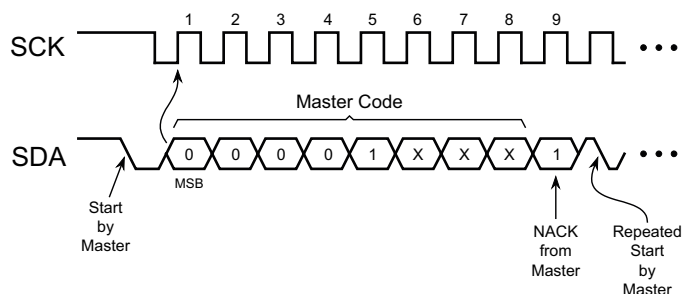 1 2 3 4 5 6 7 8 9
SCK
Master Code
SDA
0 0 0 0 1 X X X 1
MSB
Start
by
Master
NACK
from
Master
Repeated
Start
by
Master